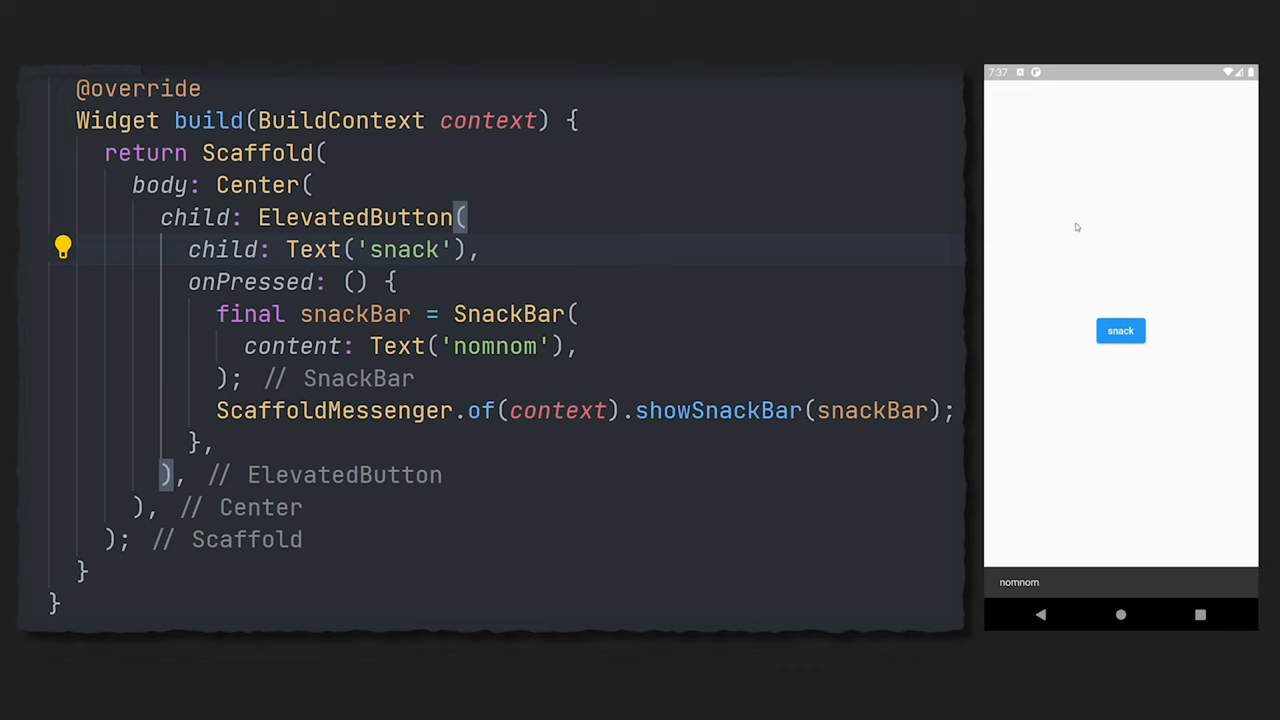 @override
Widget build(BuildContext context) {
return Scaffold(
body: Center(
child: ElevatedButton(
child: Text('snack'),
onPressed: () {
final snackBar = SnackBar(
content: Text('nomnom'),
); // SnackBar
ScaffoldMessenger.of(context).showSnackBar(snackBar);
},
), // ElevatedButton
), // Center
); // Scaffold
}
}
7:37
snack
nomnom